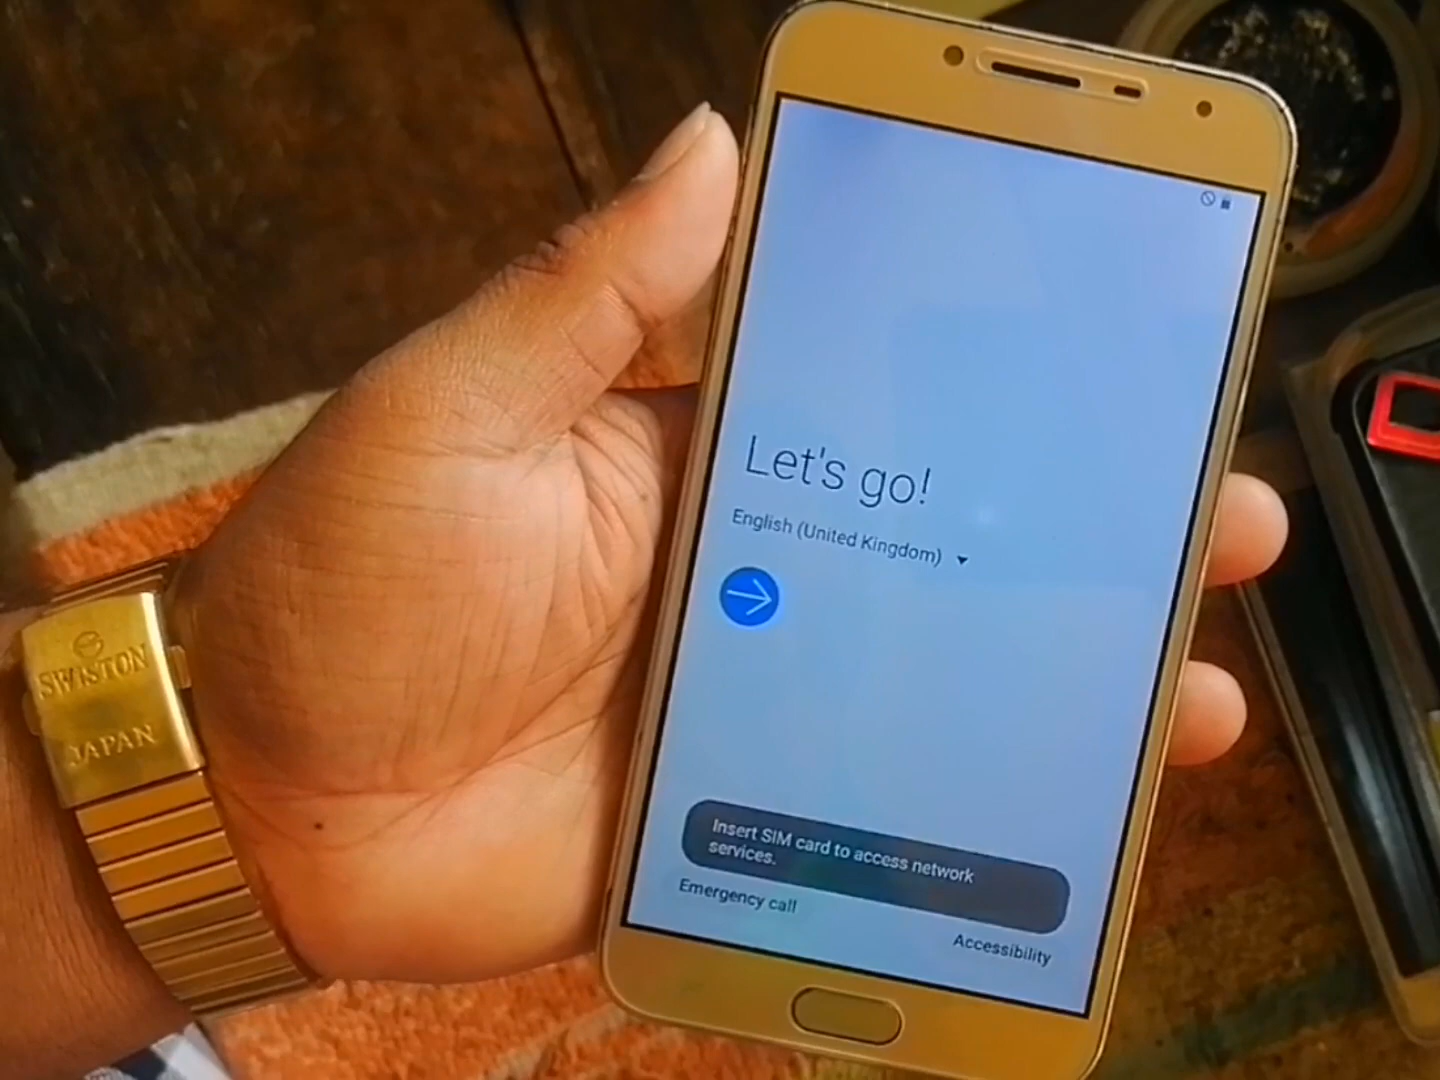 Let's go!
English (United Kingdom)
Insert SIM card to access network
services.
Emergency call
Accessibility
SWISTON
JAPAN